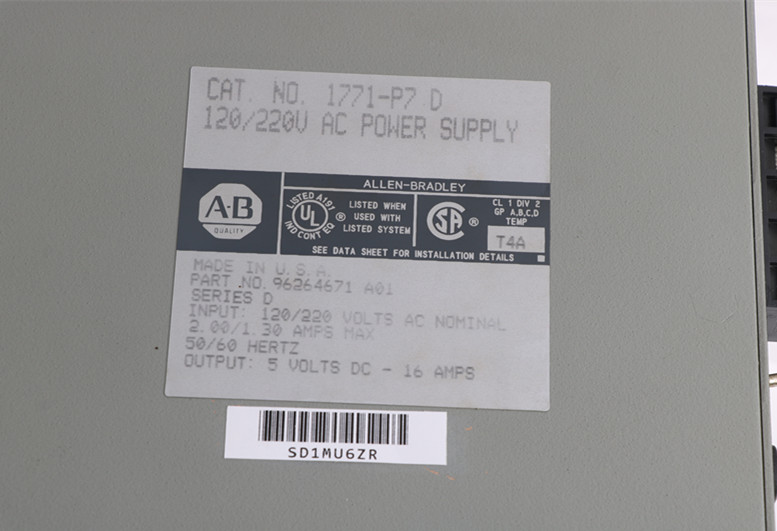 CAT. NO. 1771-P7 D
120/220V AC POWER SUPPLY
ALLEN-BRADLEY
A-B
QUALITY
LISTED A191
UL
IND CONT EQ
®
LISTED WHEN
USED WITH
LISTED SYSTEM
SA
®
CL 1 DIV 2
GP A,B,C,D
TEMP
T4A
SEE DATA SHEET FOR INSTALLATION DETAILS
MADE IN U.S.A.
PART NO. 96264671 A01
SERIES D
INPUT: 120/220 VOLTS AC NOMINAL
2.00/1.30 AMPS MAX
50/60 HERTZ
OUTPUT: 5 VOLTS DC - 16 AMPS
SD1MU6ZR